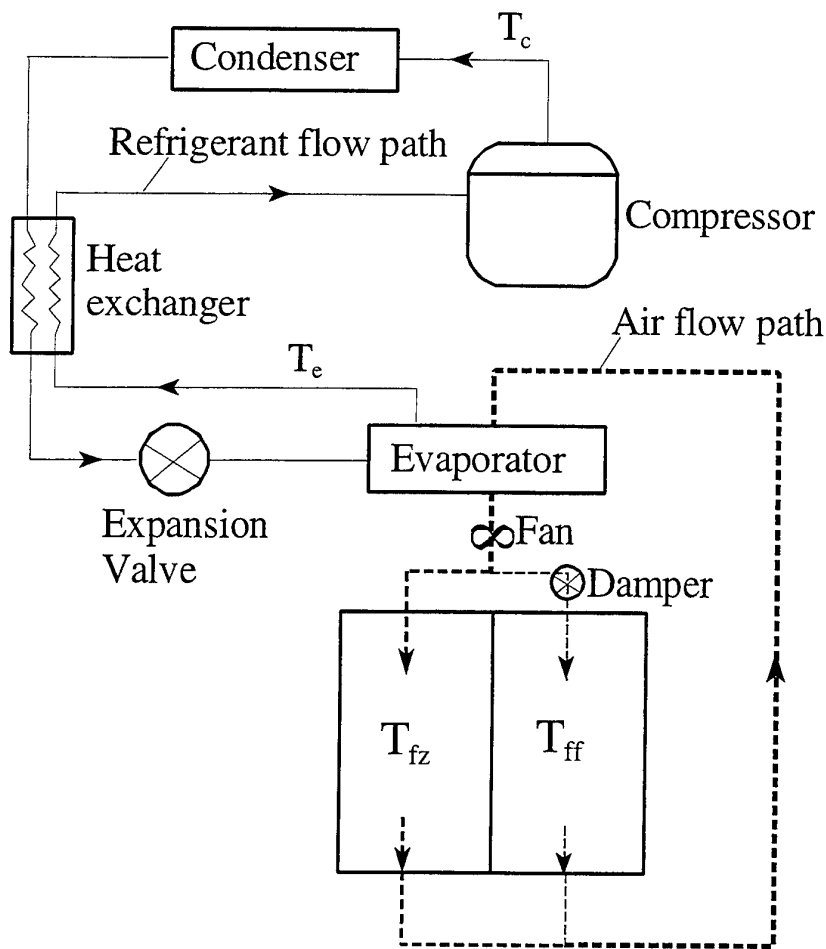 T_c
Condenser
Refrigerant flow path
Compressor
Heat
exchanger
Air flow path
T_e
Evaporator
Expansion
Valve
Fan
Damper
T_fz
T_ff